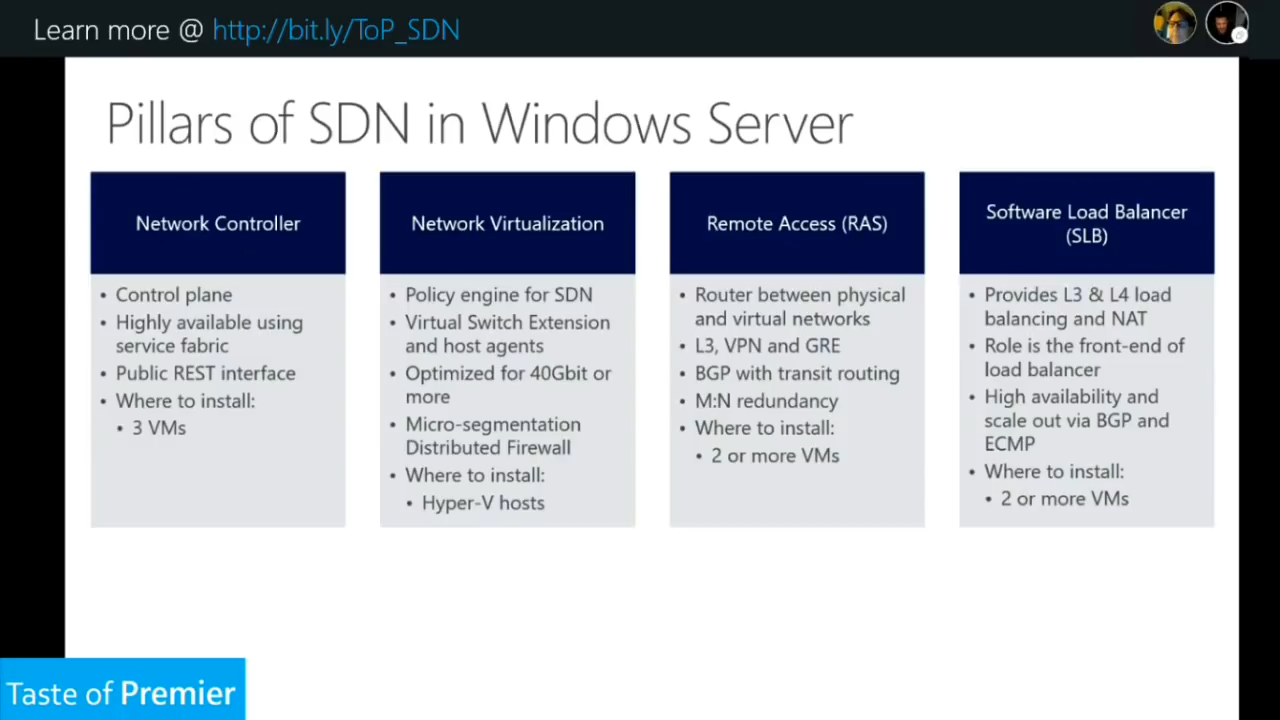 Learn more @ http://bit.ly/ToP_SDN
Pillars of SDN in Windows Server
Network Controller
• Control plane
• Highly available using
service fabric
• Public REST interface
• Where to install:
• 3 VMs
Network Virtualization
• Policy engine for SDN
• Virtual Switch Extension
and host agents
• Optimized for 40Gbit or
more
• Micro-segmentation
Distributed Firewall
• Where to install:
• Hyper-V hosts
Remote Access (RAS)
• Router between physical
and virtual networks
• L3, VPN and GRE
• BGP with transit routing
• M:N redundancy
• Where to install:
• 2 or more VMs
Software Load Balancer
(SLB)
• Provides L3 & L4 load
balancing and NAT
• Role is the front-end of
load balancer
• High availability and
scale out via BGP and
ECMP
• Where to install:
• 2 or more VMs
Taste of Premier